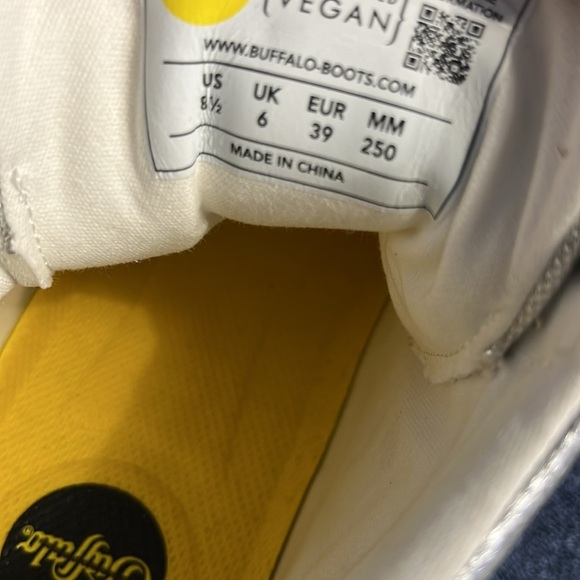 {VEGAN}
WWW.BUFFALO-BOOTS.COM
US UK EUR MM
8½ 6 39 250
MADE IN CHINA
Buffalo®